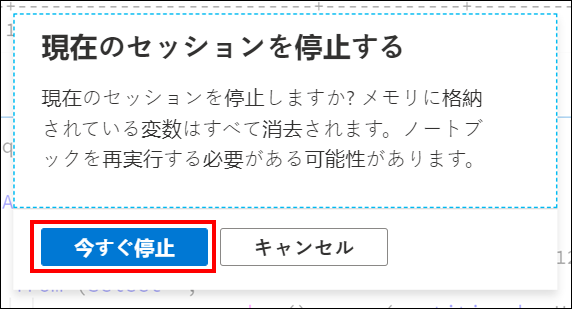 現在のセッションを停止する
現在のセッションを停止しますか? メモリに格納
されている変数はすべて消去されます。ノートブ
ックを再実行する必要がある可能性があります。
今すぐ停止
キャンセル